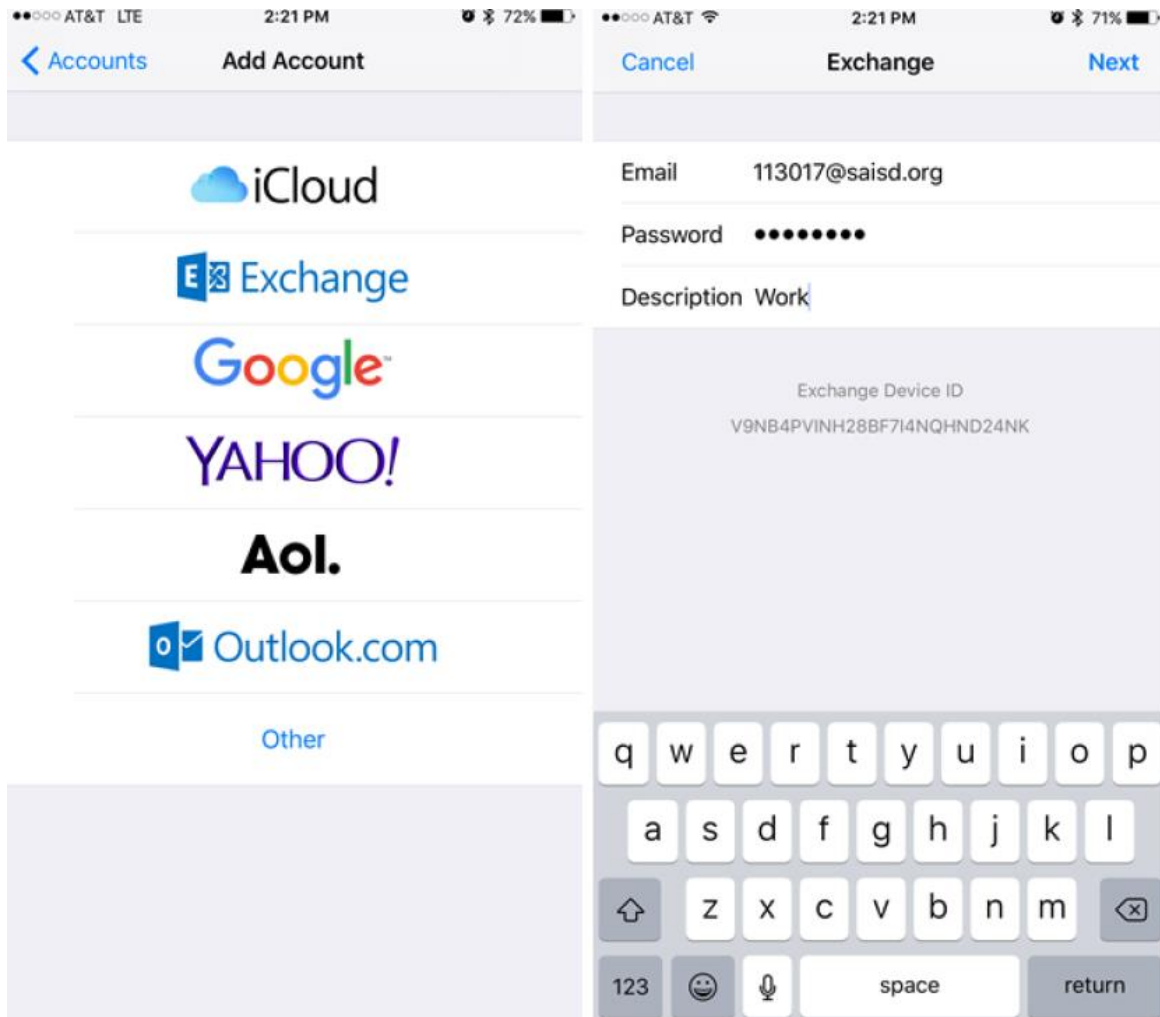 AT&T LTE 2:21 PM 72%
Accounts Add Account
iCloud
E Exchange
Google™
YAHOO!
Aol.
o Outlook.com
Other
AT&T 2:21 PM 71%
Cancel Exchange Next
Email 113017@saisd.org
Password ••••••••
Description Work
Exchange Device ID
V9NB4PVINH28BF7I4NQHND24NK
q w e r t y u i o p
a s d f g h j k l
z x c v b n m
123 space return